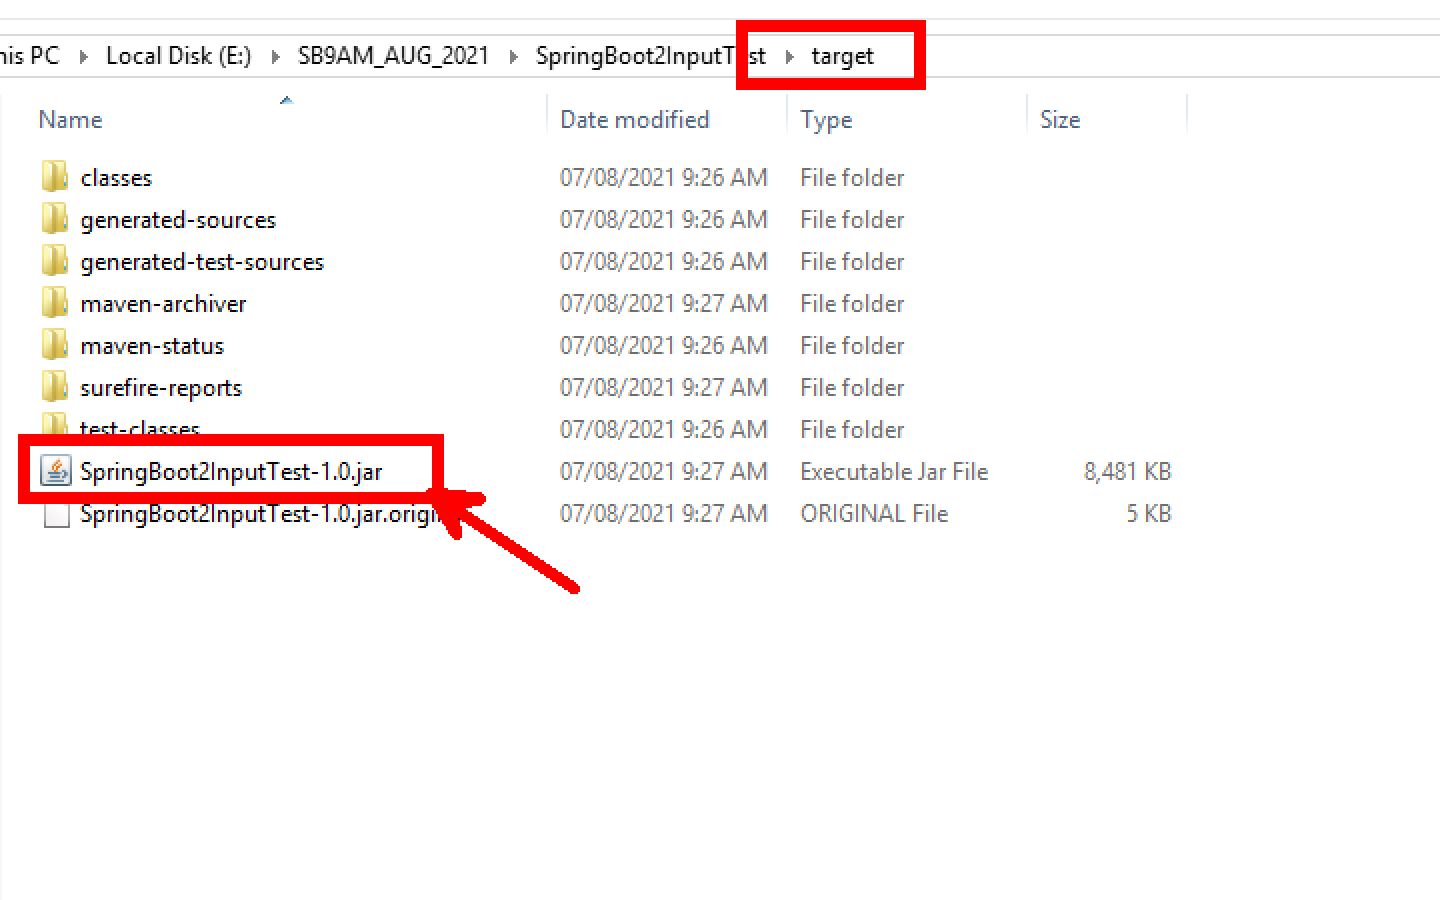 his PC Local Disk (E:) SB9AM_AUG_2021 SpringBoot2InputTest target
Name Date modified Type Size
classes 07/08/2021 9:26 AM File folder
generated-sources 07/08/2021 9:26 AM File folder
generated-test-sources 07/08/2021 9:26 AM File folder
maven-archiver 07/08/2021 9:27 AM File folder
maven-status 07/08/2021 9:26 AM File folder
surefire-reports 07/08/2021 9:27 AM File folder
test-classes 07/08/2021 9:26 AM File folder
SpringBoot2InputTest-1.0.jar 07/08/2021 9:27 AM Executable Jar File 8,481 KB
SpringBoot2InputTest-1.0.jar.origi 07/08/2021 9:27 AM ORIGINAL File 5 KB